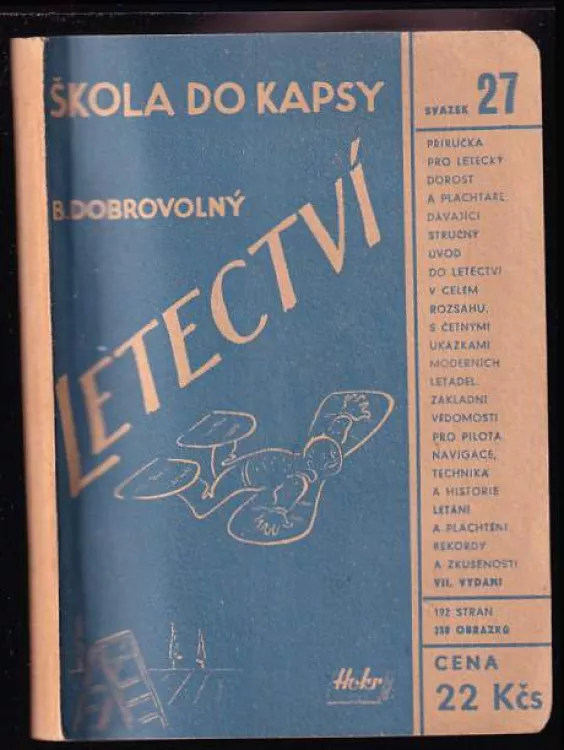 ŠKOLA DO KAPSY
B. DOBROVOLNÝ
LETECTVÍ
SVAZEK 27
PŘÍRUČKA
PRO LETECKÝ
DOROST
A PLACHTAŘE,
DÁVAJÍCÍ
STRUČNÝ
ÚVOD
DO LETECTVÍ
V CELÉM
ROZSAHU,
S ČETNÝMI
UKÁZKAMI
MODERNÍCH
LETADEL.
ZÁKLADNÍ
VĚDOMOSTI
PRO PILOTA
NAVIGACE,
TECHNIKA
A HISTORIE
LÉTÁNÍ
A PLACHTĚNÍ
REKORDY
A ZKUŠENOSTI
VII. VYDÁNÍ
192 STRAN
OBRÁZKŮ
CENA
22 Kčs
Hokr